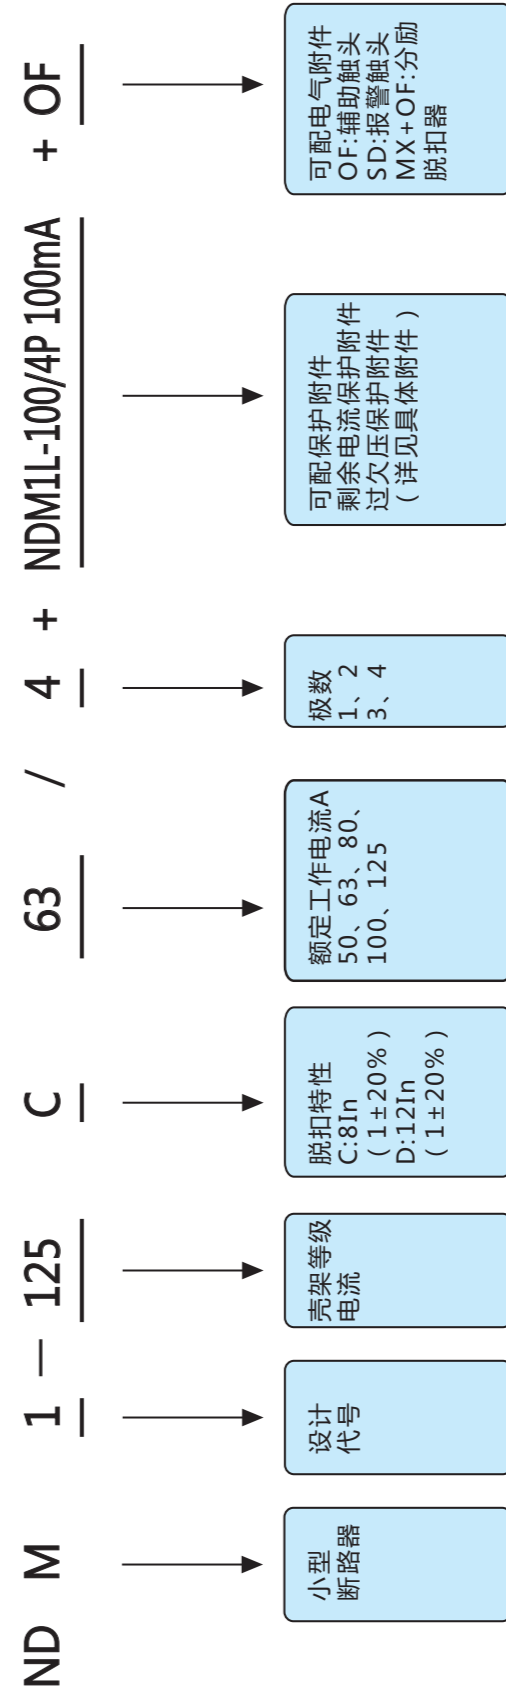 ND M 1 — 125 C 63 / 4 + NDM1L-100/4P 100mA + OF
小型
断路器
设计
代号
壳架等级
电流
脱扣特性
C:8In
(1±20%)
D:12In
(1±20%)
额定工作电流A
50、63、80、
100、125
极数
1、2
3、4
可配保护附件
剩余电流保护附件
过欠压保护附件
(详见具体附件)
可配电气附件
OF:辅助触头
SD:报警触头
MX+OF:分励
脱扣器